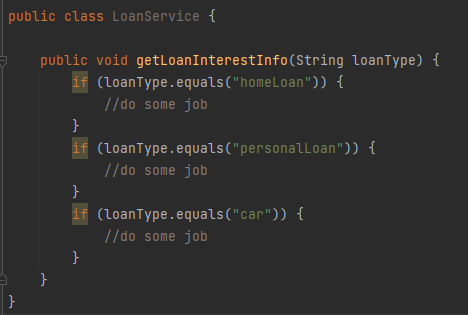 public class LoanService {
public void getLoanInterestInfo(String loanType) {
if (loanType.equals("homeLoan")) {
//do some job
}
if (loanType.equals("personalLoan")) {
//do some job
}
if (loanType.equals("car")) {
//do some job
}
}
}